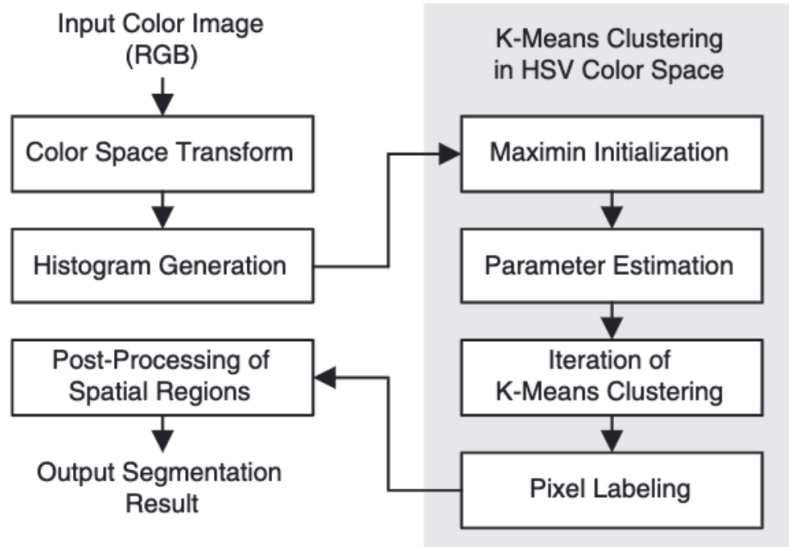 Input Color Image
(RGB)
Color Space Transform
Histogram Generation
K-Means Clustering
in HSV Color Space
Maximin Initialization
Parameter Estimation
Iteration of
K-Means Clustering
Pixel Labeling
Post-Processing of
Spatial Regions
Output Segmentation
Result